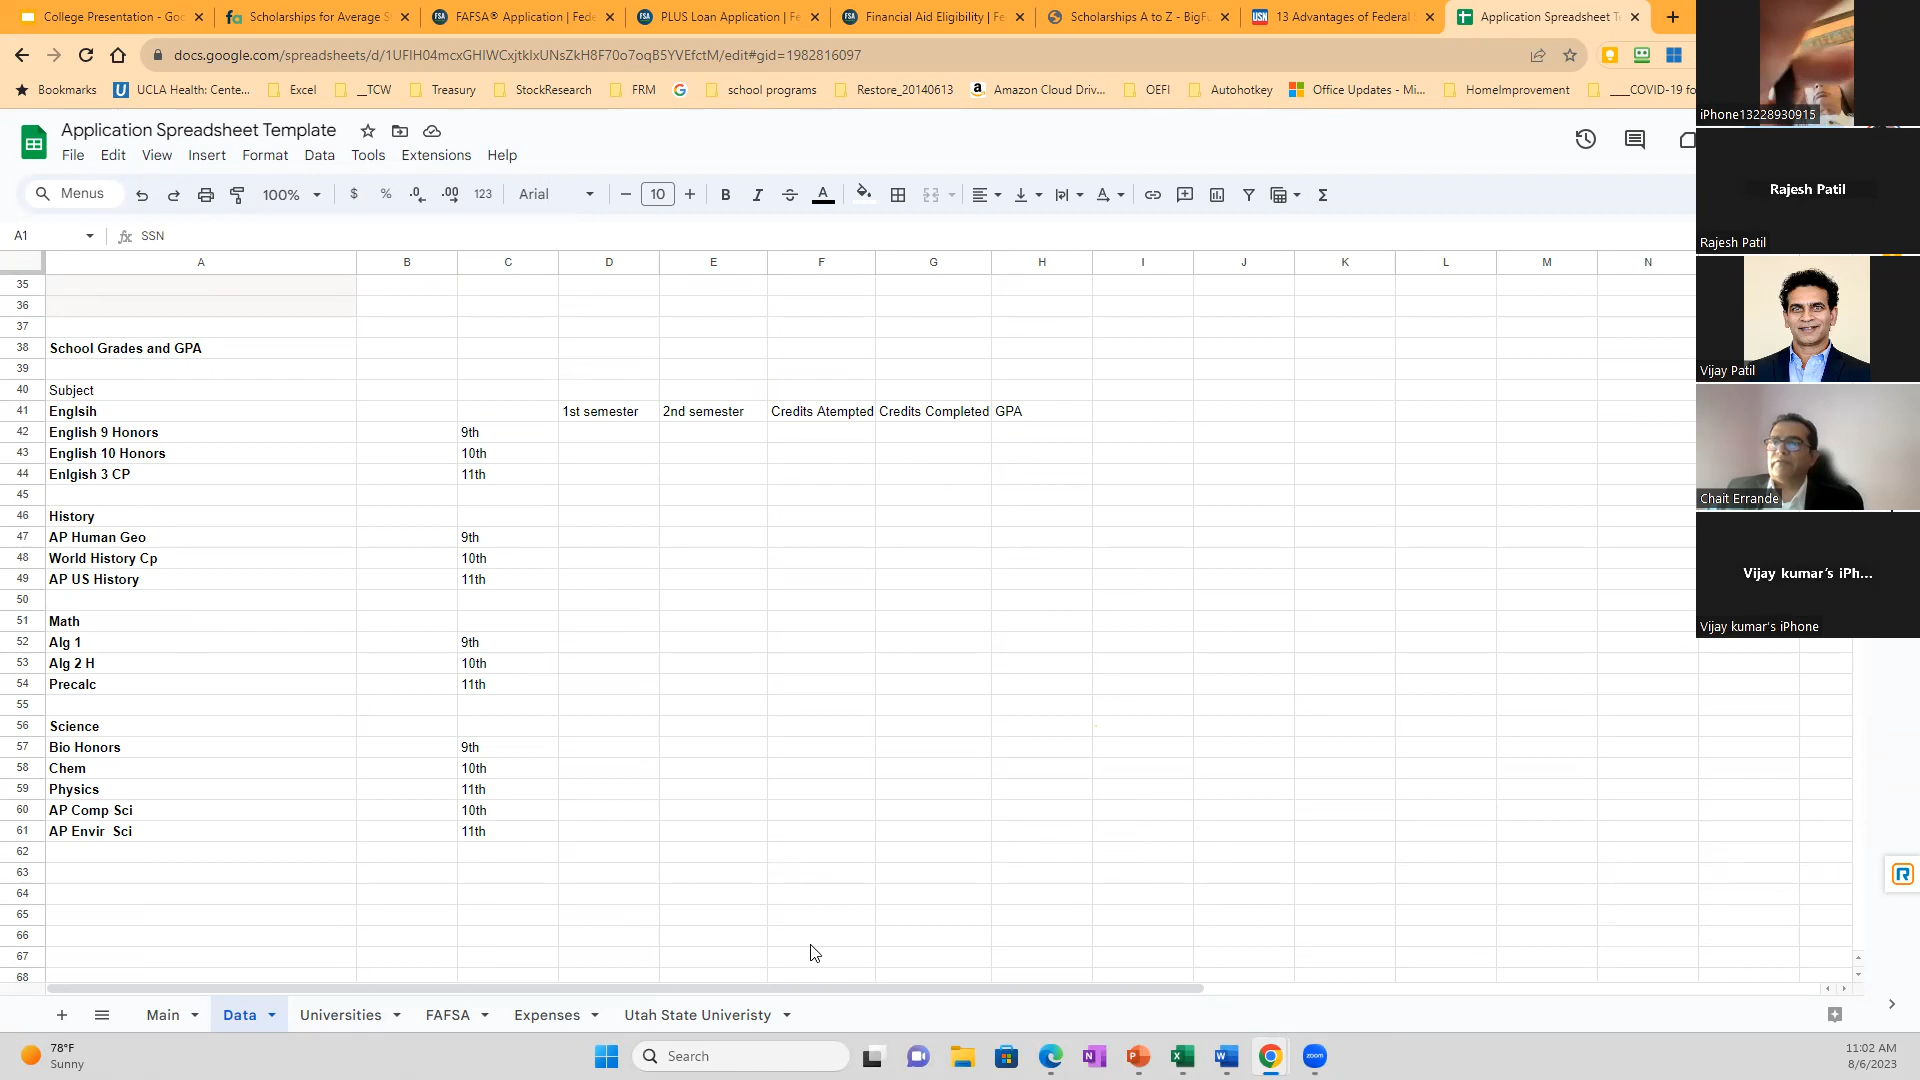 College Presentation - Goo
Scholarships for Average S
FAFSA® Application | Fede
PLUS Loan Application | Fe
Financial Aid Eligibility | Fe
Scholarships A to Z - BigFu
13 Advantages of Federal S
Application Spreadsheet Te
docs.google.com/spreadsheets/d/1UFIH04mcxGHIWCxjtkIxUNsZkH8F70o7oqB5YVEfctM/edit#gid=1982816097
Bookmarks
UCLA Health: Cente...
Excel
__TCW
Treasury
StockResearch
FRM
school programs
Restore_20140613
Amazon Cloud Driv...
OEFI
Autohotkey
Office Updates - Mi...
HomeImprovement
____COVID-19 fo
Application Spreadsheet Template
File Edit View Insert Format Data Tools Extensions Help
Menus 100% $ % .0 .00 123 Arial 10 B I A
A1 SSN
A B C D E F G H I J K L M N
35
36
37
38 School Grades and GPA
39
40 Subject
41 Englsih 1st semester 2nd semester Credits Atempted Credits Completed GPA
42 English 9 Honors 9th
43 English 10 Honors 10th
44 Enlgish 3 CP 11th
45
46 History
47 AP Human Geo 9th
48 World History Cp 10th
49 AP US History 11th
50
51 Math
52 Alg 1 9th
53 Alg 2 H 10th
54 Precalc 11th
55
56 Science
57 Bio Honors 9th
58 Chem 10th
59 Physics 11th
60 AP Comp Sci 10th
61 AP Envir Sci 11th
62
63
64
65
66
67
68
Main Data Universities FAFSA Expenses Utah State Univeristy
78°F
Sunny
Search
zoom
11:02 AM
8/6/2023
iPhone13228930915
Rajesh Patil
Rajesh Patil
Vijay Patil
Chait Errande
Vijay kumar's iPh...
Vijay kumar's iPhone